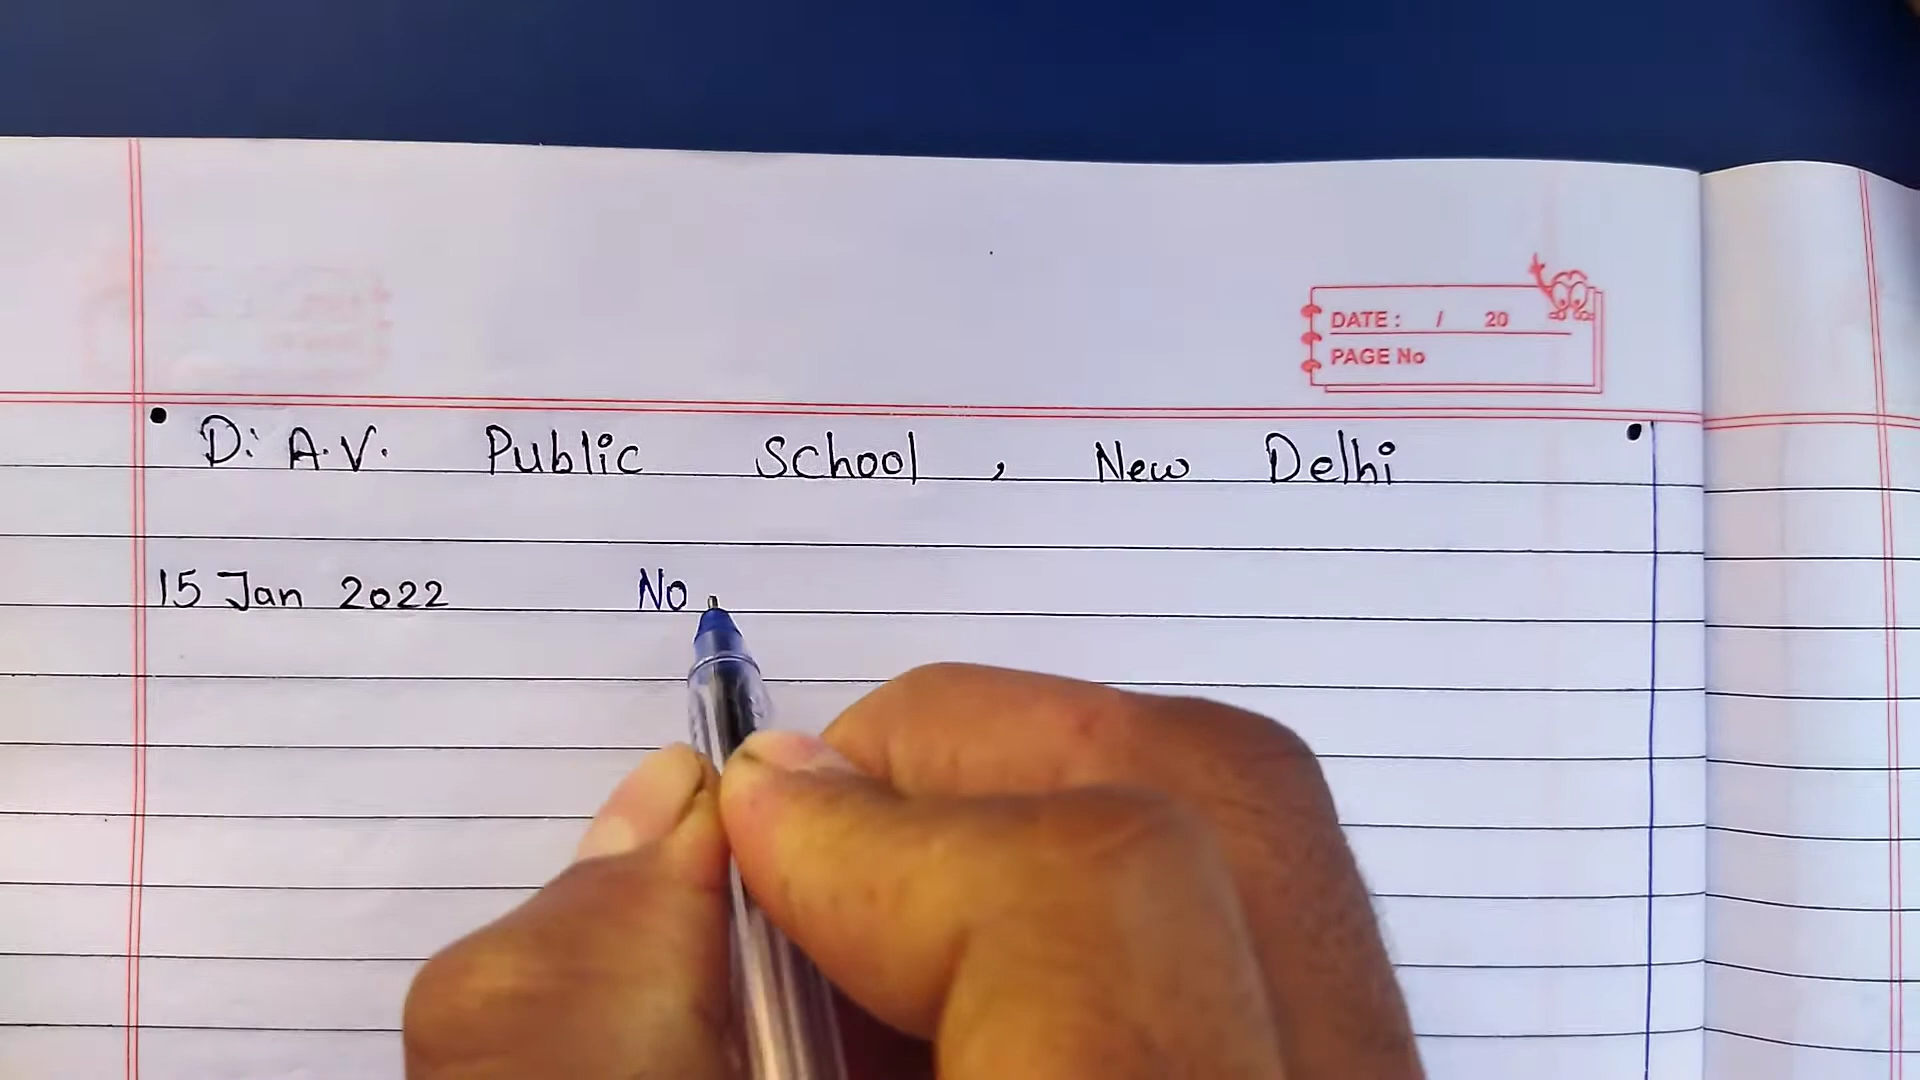 DATE : / 20
PAGE No
D. A.V. Public School , New Delhi
15 Jan 2022 No